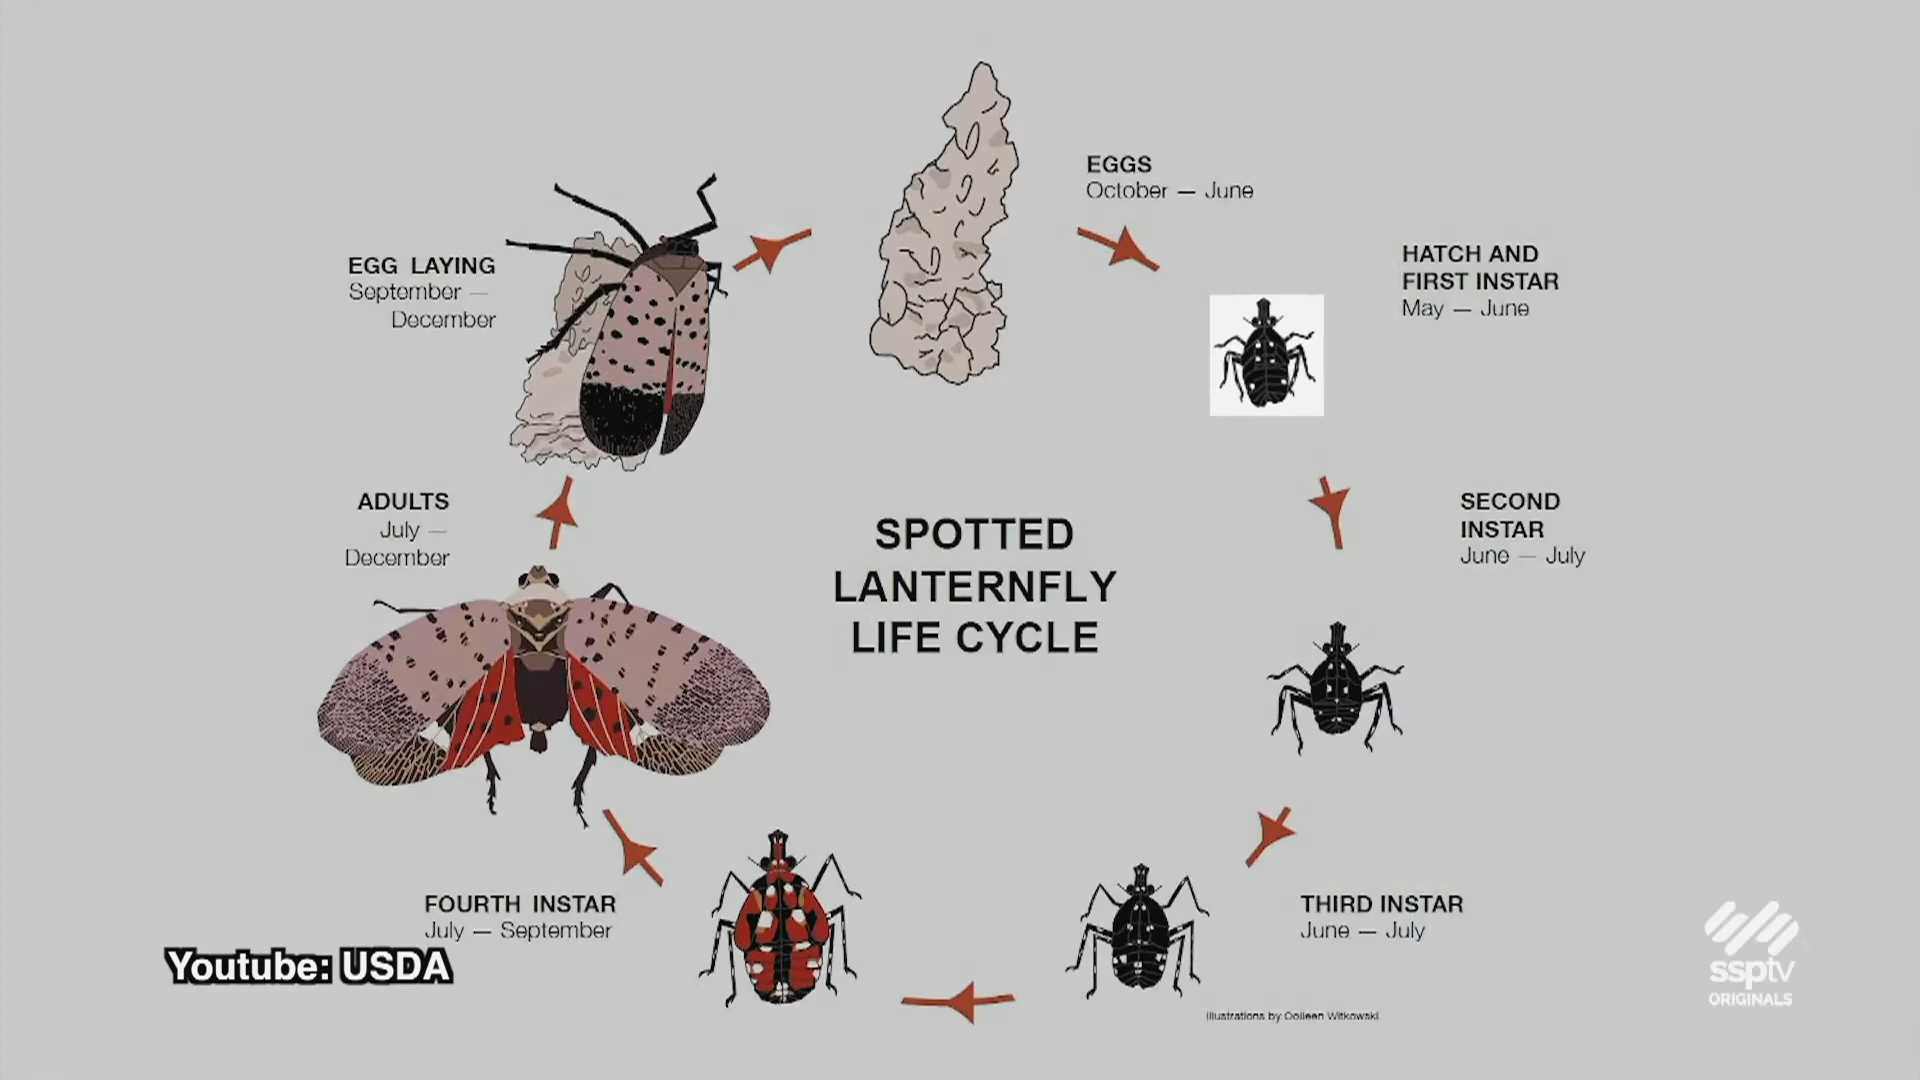 EGGS
October — June
HATCH AND
FIRST INSTAR
May — June
SECOND
INSTAR
June — July
THIRD INSTAR
June — July
FOURTH INSTAR
July — September
ADULTS
July —
December
EGG LAYING
September —
December
SPOTTED
LANTERNFLY
LIFE CYCLE
Youtube: USDA
Illustrations by Colleen Witkowski
ssptv
ORIGINALS